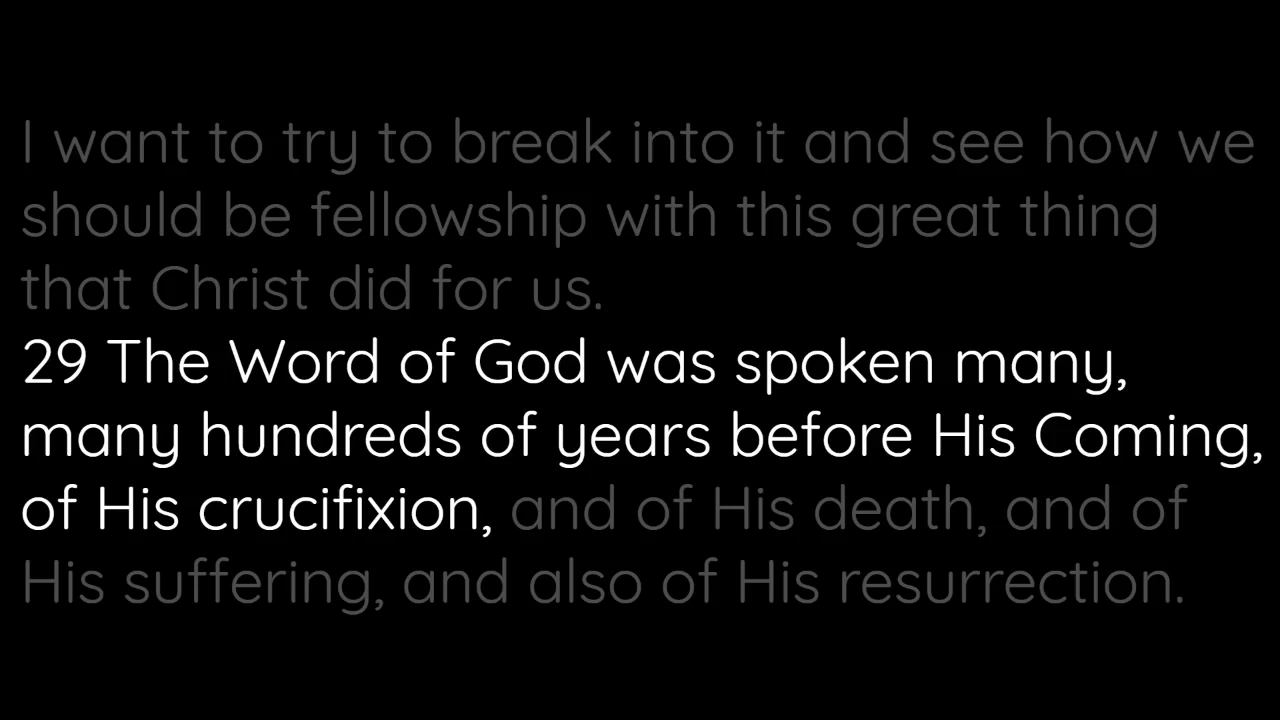 I want to try to break into it and see how we
should be fellowship with this great thing
that Christ did for us.
29 The Word of God was spoken many,
many hundreds of years before His Coming,
of His crucifixion, and of His death, and of
His suffering, and also of His resurrection.